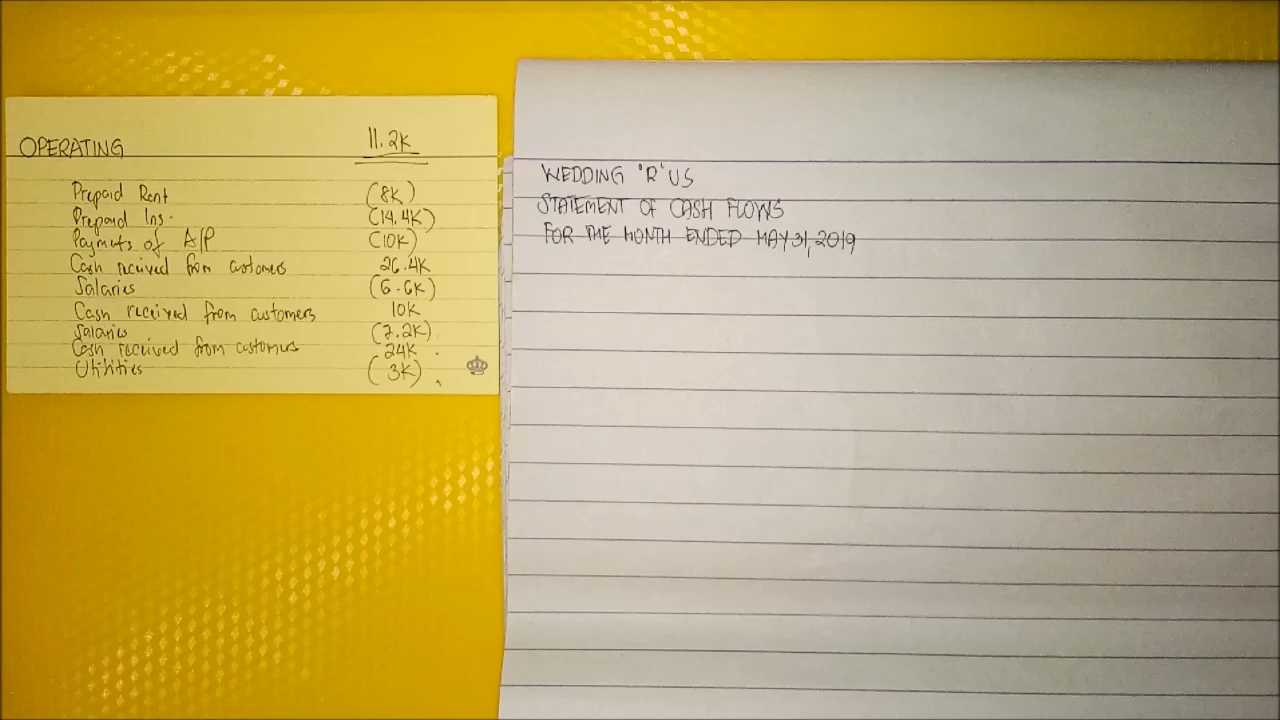 OPERATING 11.2K
Prepaid Rent (8K)
Prepaid Ins. (14.4K)
Payments of A/P (10K)
Cash received from customers 26.4K
Salaries (6.6K)
Cash received from customers 10K
Salaries (7.2K)
Cash received from customers 24K
Utilities (3K)
WEDDING 'R' US
STATEMENT OF CASH FLOWS
FOR THE MONTH ENDED MAY 31, 2019